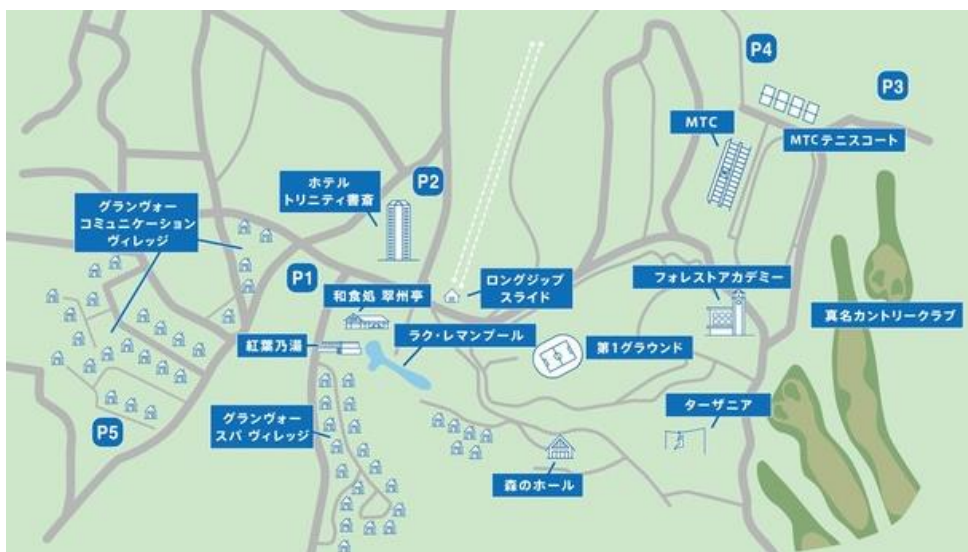 P4
P3
MTC
MTCテニスコート
ホテル
トリニティ書斎
P2
グランヴォー
コミュニケーション
ヴィレッジ
P1
和食処 翠州亭
ロングジップ
スライド
フォレストアカデミー
真名カントリークラブ
紅葉乃湯
ラク・レマンプール
第1グラウンド
P5
グランヴォー
スパ ヴィレッジ
ターザニア
森のホール